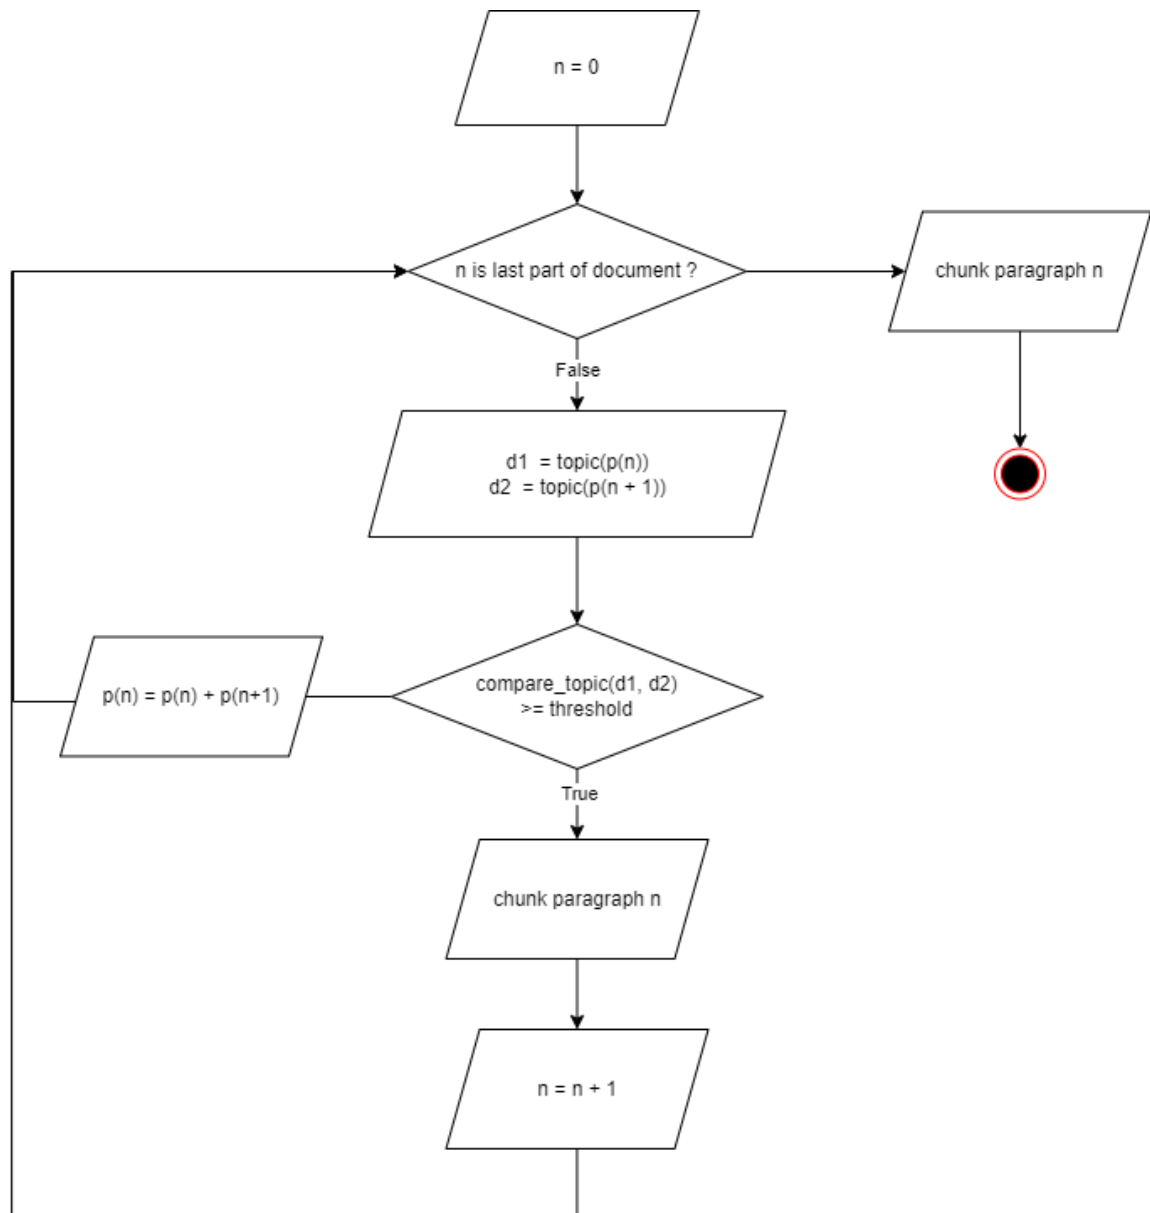 n = 0
n is last part of document ?
chunk paragraph n
False
d1 = topic(p(n))
d2 = topic(p(n + 1))
p(n) = p(n) + p(n+1)
compare_topic(d1, d2)
>= threshold
True
chunk paragraph n
n = n + 1